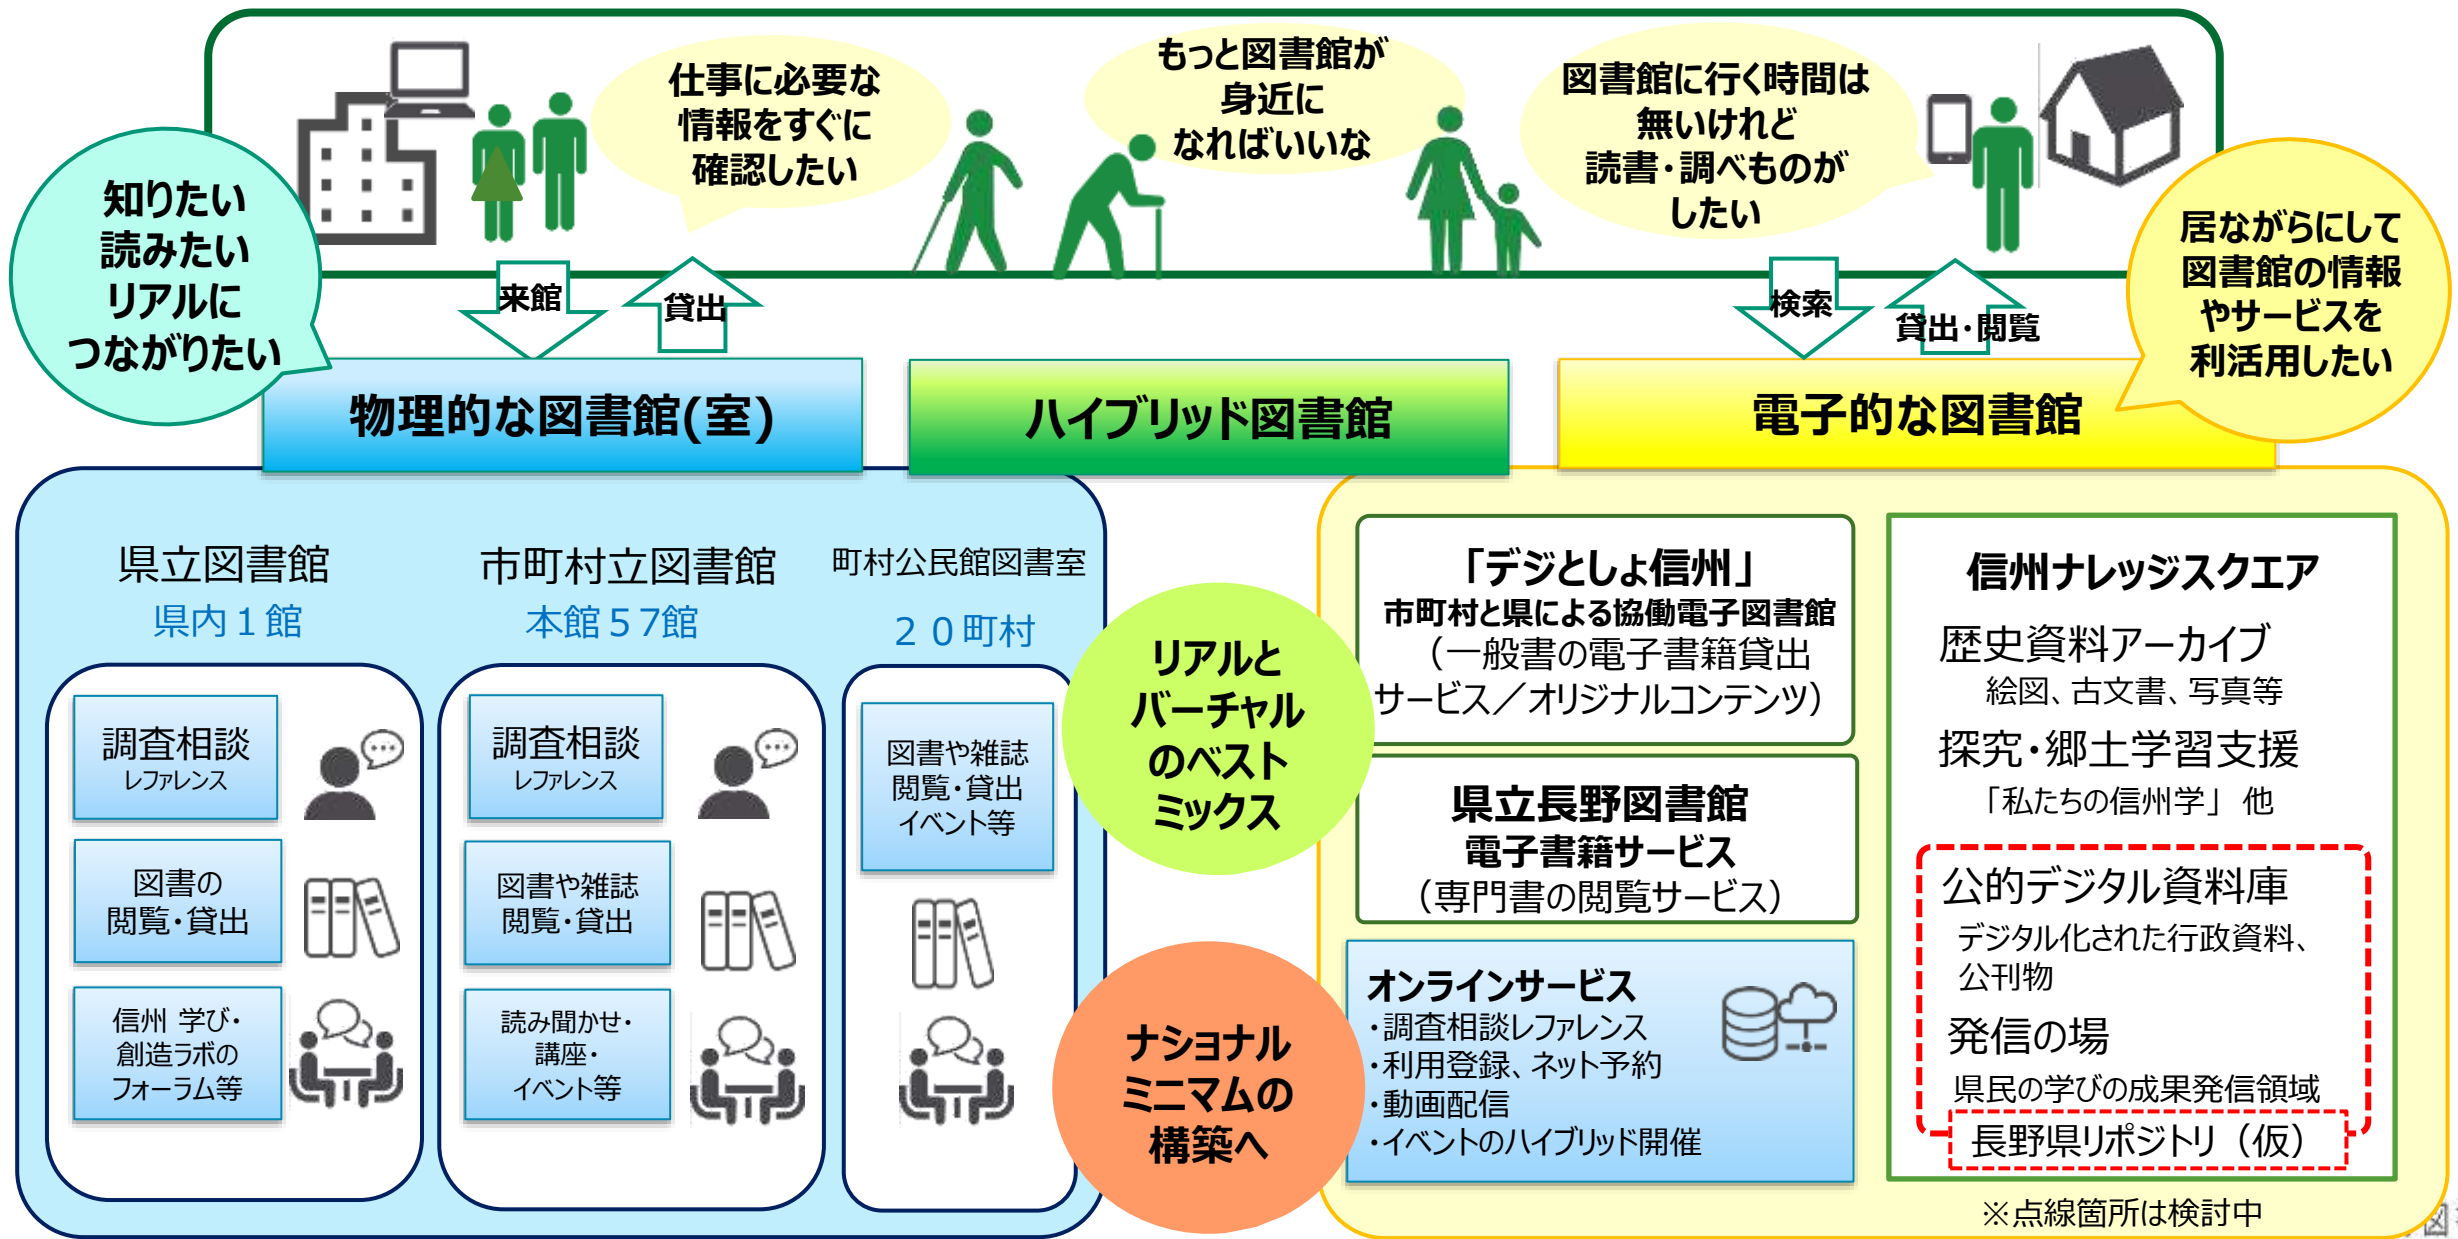 仕事に必要な
情報をすぐに
確認したい
もっと図書館が
身近に
なればいいな
図書館に行く時間は
無いけれど
読書・調べものが
したい
知りたい
読みたい
リアルに
つながりたい
居ながらにして
図書館の情報
やサービスを
利活用したい
来館
貸出
検索
貸出・閲覧
物理的な図書館(室)
ハイブリッド図書館
電子的な図書館
県立図書館
県内１館
市町村立図書館
本館５７館
町村公民館図書室
２０町村
調査相談
レファレンス
図書の
閲覧・貸出
信州 学び・
創造ラボの
フォーラム等
調査相談
レファレンス
図書や雑誌
閲覧・貸出
読み聞かせ・
講座・
イベント等
図書や雑誌
閲覧・貸出
イベント等
リアルと
バーチャル
のベスト
ミックス
ナショナル
ミニマムの
構築へ
「デジとしょ信州」
市町村と県による協働電子図書館
（一般書の電子書籍貸出
サービス／オリジナルコンテンツ）
県立長野図書館
電子書籍サービス
（専門書の閲覧サービス）
オンラインサービス
・調査相談レファレンス
・利用登録、ネット予約
・動画配信
・イベントのハイブリッド開催
信州ナレッジスクエア
歴史資料アーカイブ
絵図、古文書、写真等
探究・郷土学習支援
「私たちの信州学」 他
公的デジタル資料庫
デジタル化された行政資料、
公刊物
発信の場
県民の学びの成果発信領域
長野県リポジトリ（仮）
※点線箇所は検討中
図